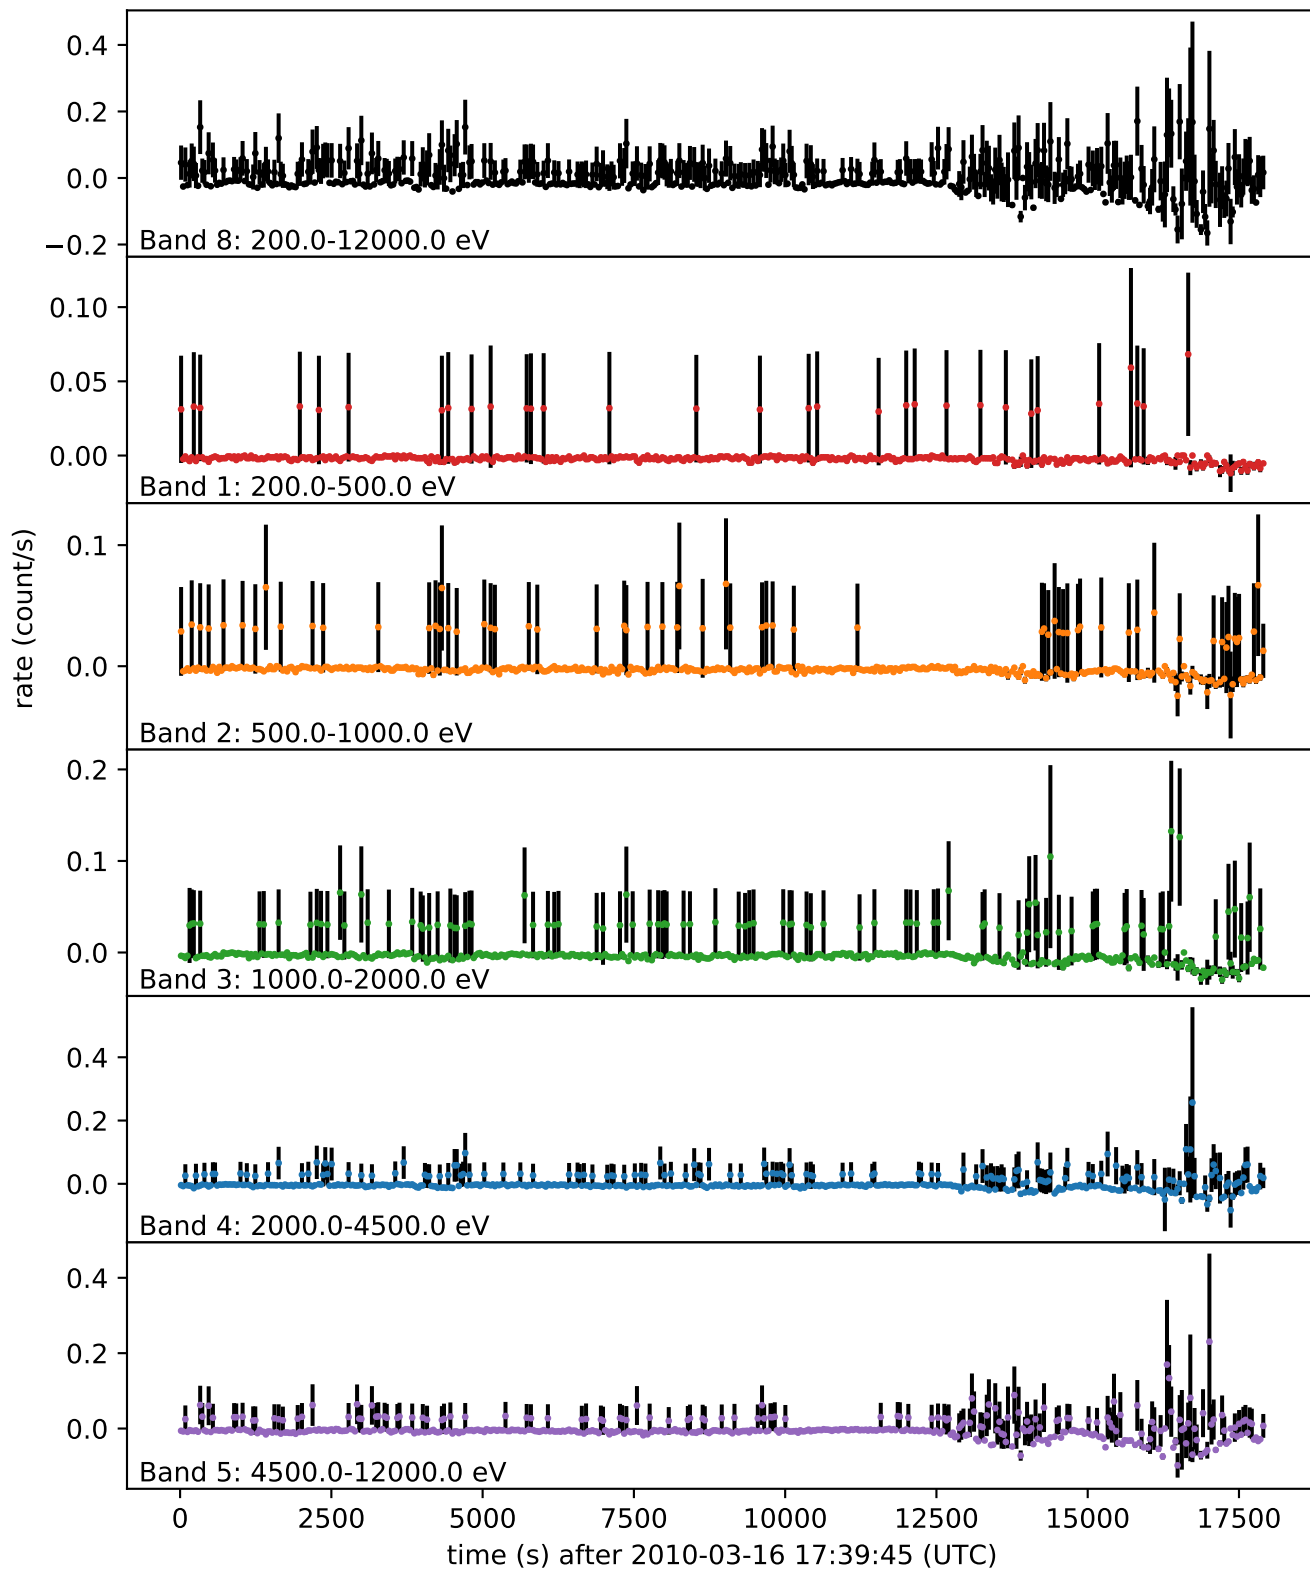 0.4
0.2
0.0
−0.2
Band 8: 200.0-12000.0 eV
0.10
0.05
0.00
Band 1: 200.0-500.0 eV
rate (count/s)
0.1
0.0
Band 2: 500.0-1000.0 eV
0.2
0.1
0.0
Band 3: 1000.0-2000.0 eV
0.4
0.2
0.0
Band 4: 2000.0-4500.0 eV
0.4
0.2
0.0
Band 5: 4500.0-12000.0 eV
0 2500 5000 7500 10000 12500 15000 17500
time (s) after 2010-03-16 17:39:45 (UTC)